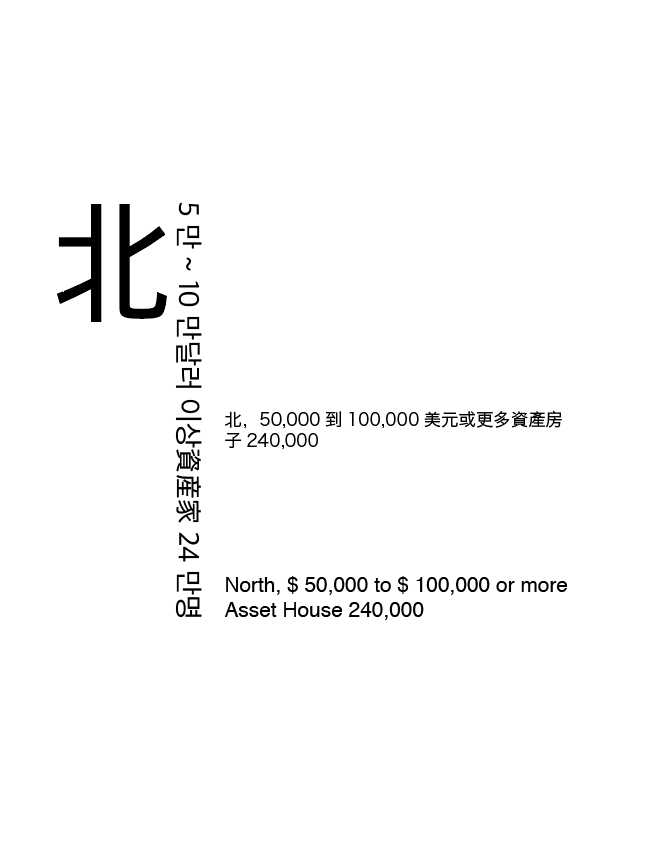 北
5 만 ~ 10 만달러 이상資産家 24 만명
北，50,000 到 100,000 美元或更多資產房
子 240,000
North, $ 50,000 to $ 100,000 or more
Asset House 240,000